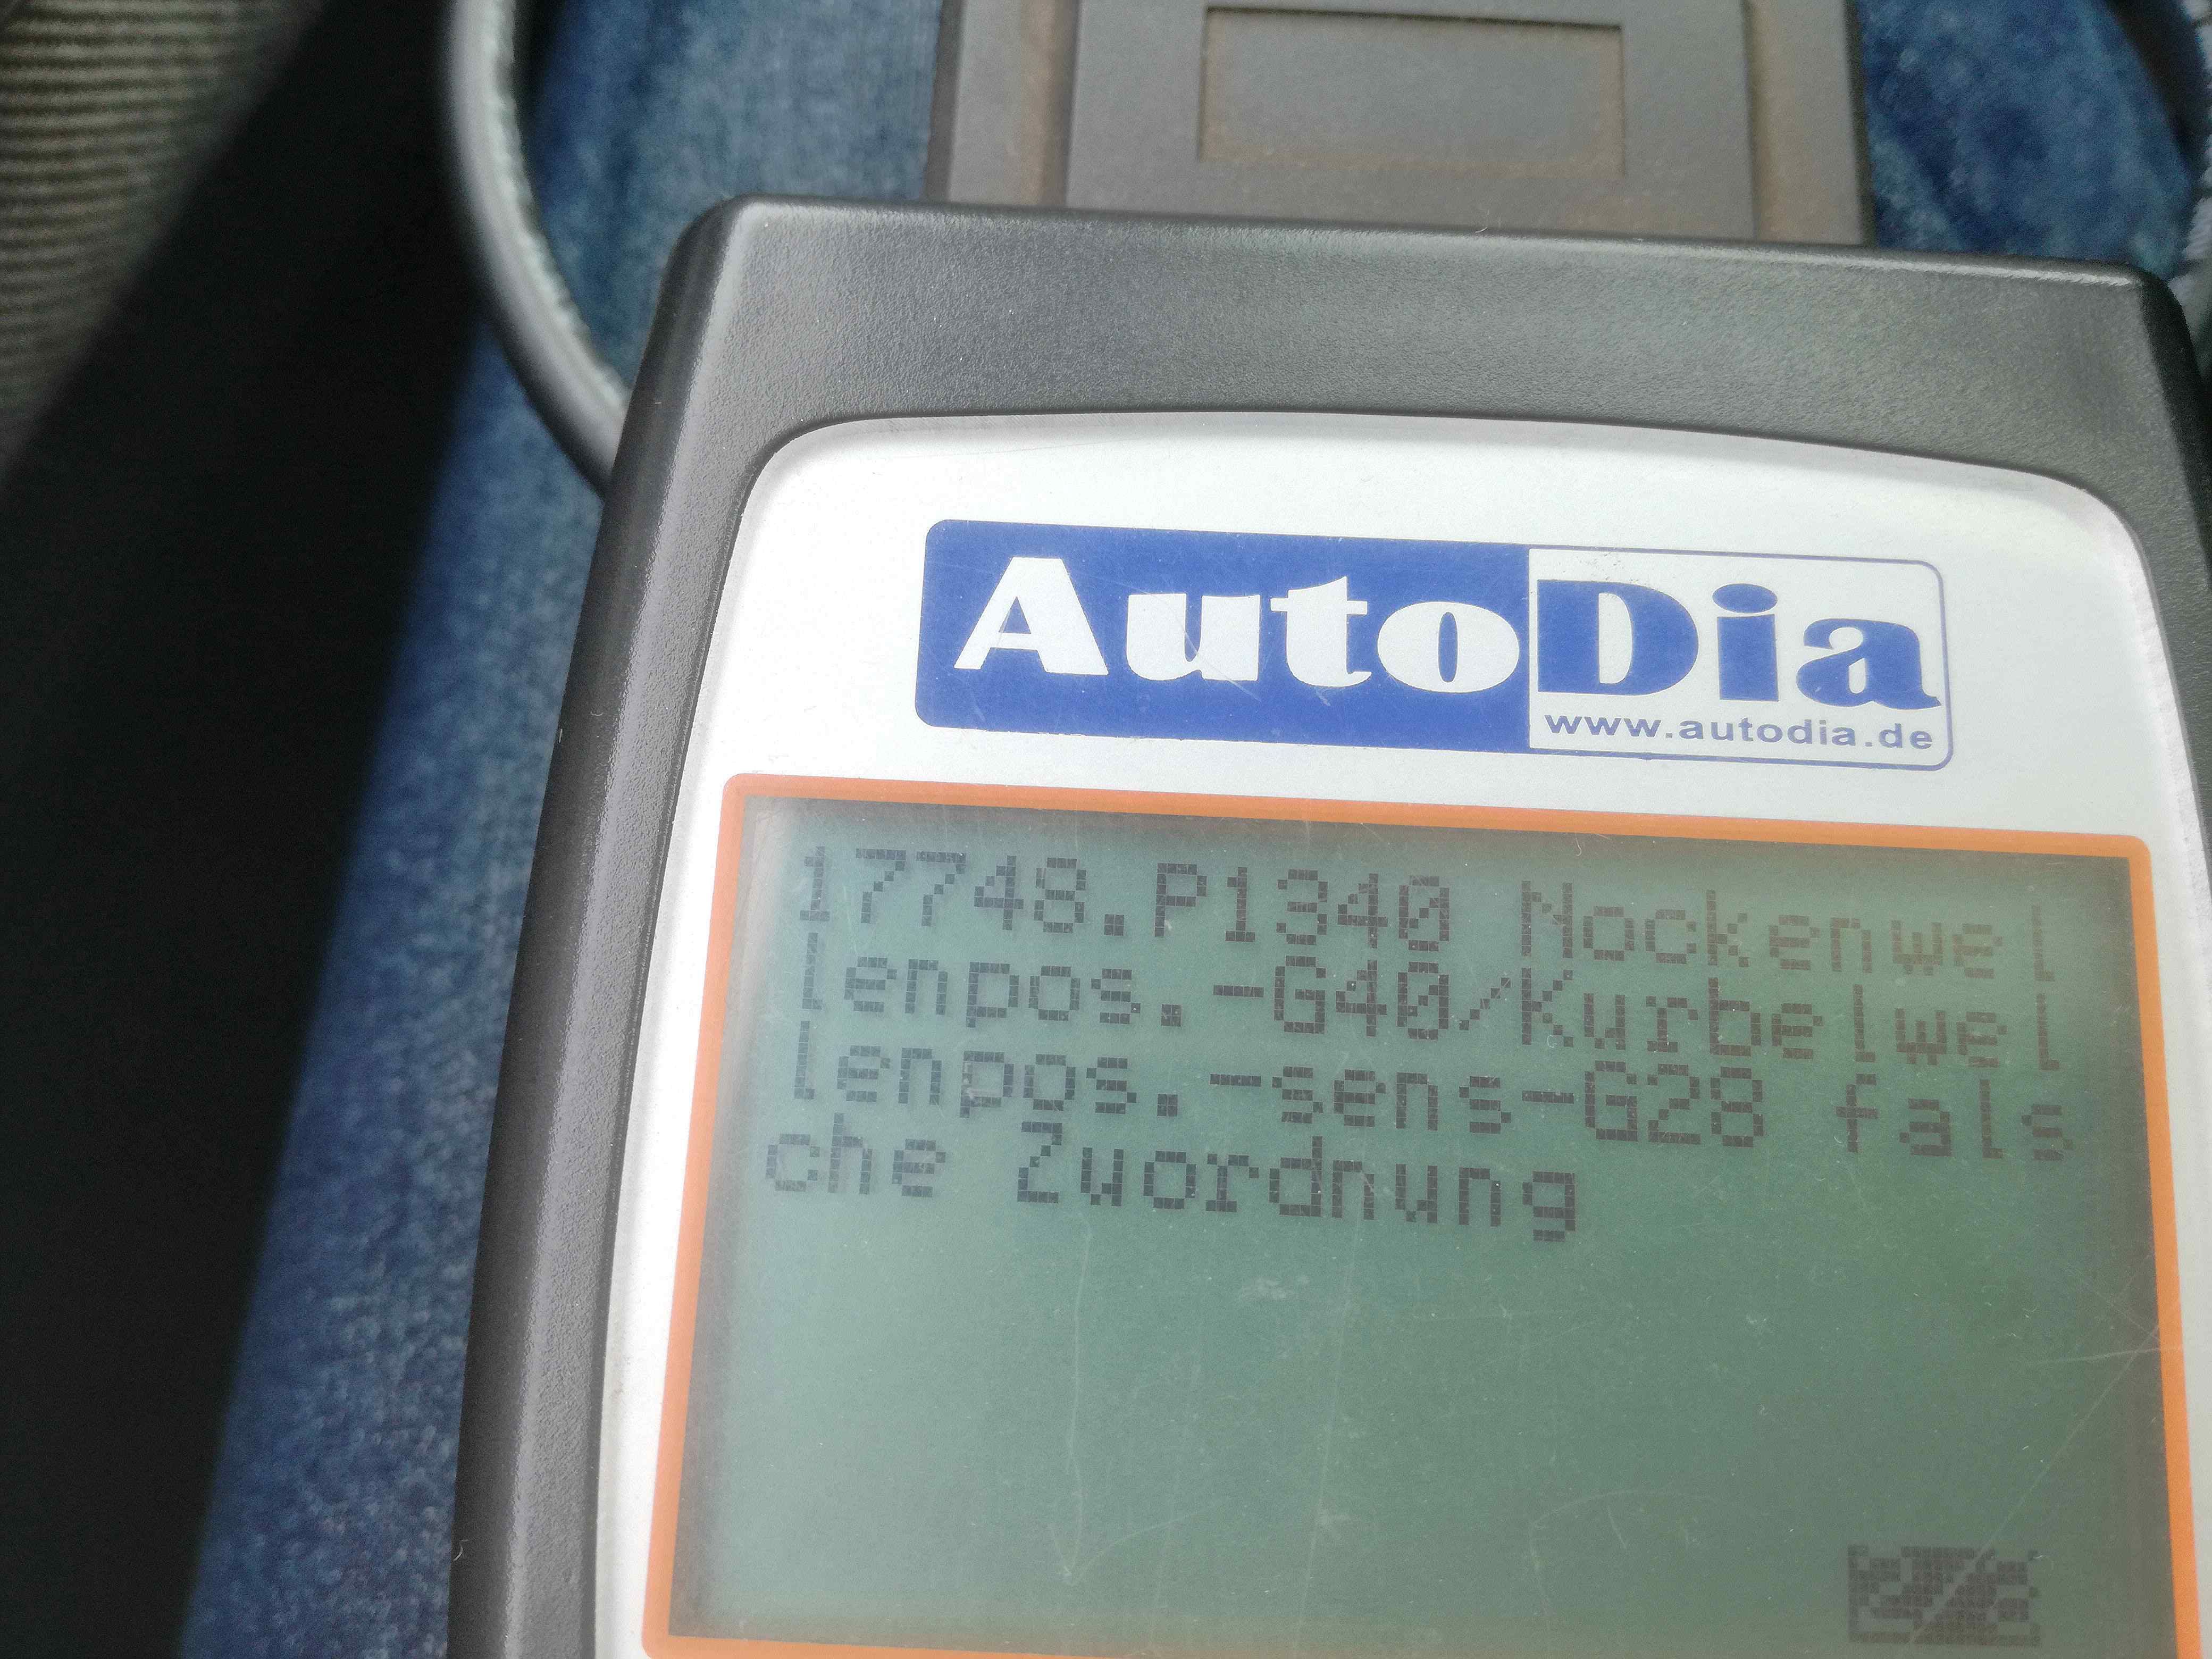 AutoDia
www.autodia.de
17748.P1340 Nockenwel
lenpos.-G40/Kurbelwel
lenpos.-sens-G28 fals
che Zuordnung